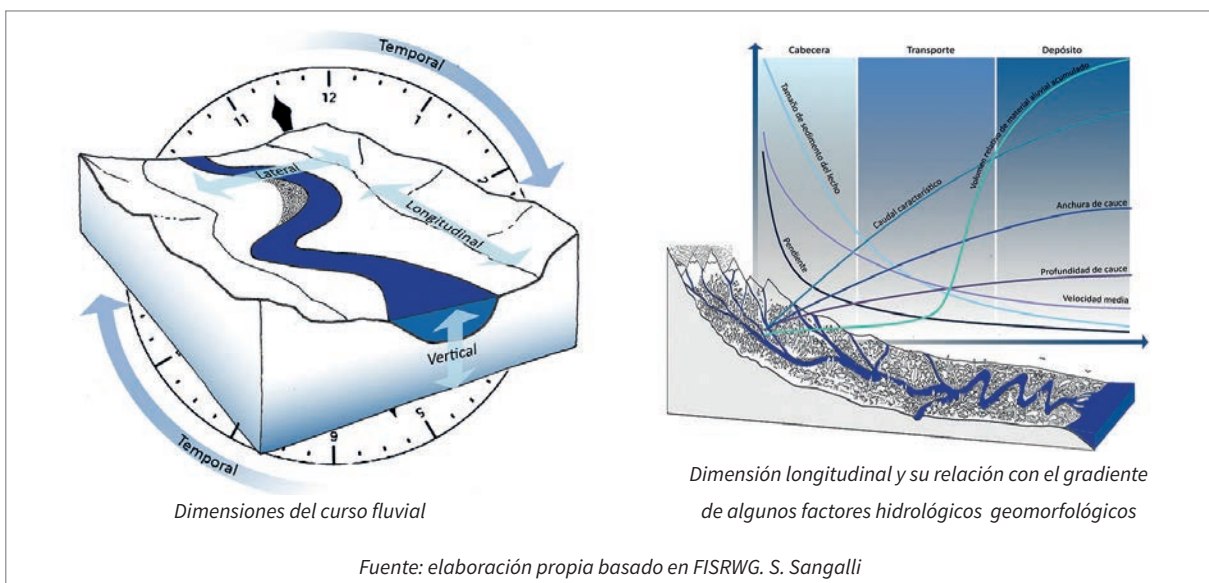 Temporal
12
11
1
2
Lateral
Longitudinal
Vertical
5
6
Temporal
Dimensiones del curso fluvial
Cabecera
Transporte
Depósito
Tamaño de sedimento del lecho
Caudal característico
Volumen relativo de material aluvial acumulado
Pendiente
Anchura de cauce
Profundidad de cauce
Velocidad media
Dimensión longitudinal y su relación con el gradiente
de algunos factores hidrológicos geomorfológicos
Fuente: elaboración propia basado en FISRWG. S. Sangalli